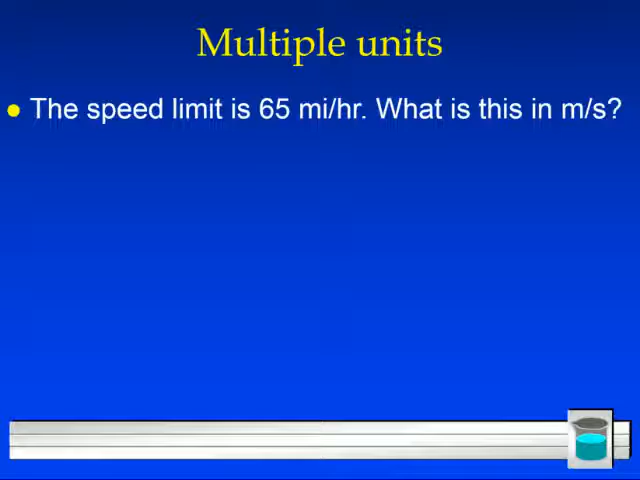 Multiple units
The speed limit is 65 mi/hr. What is this in m/s?